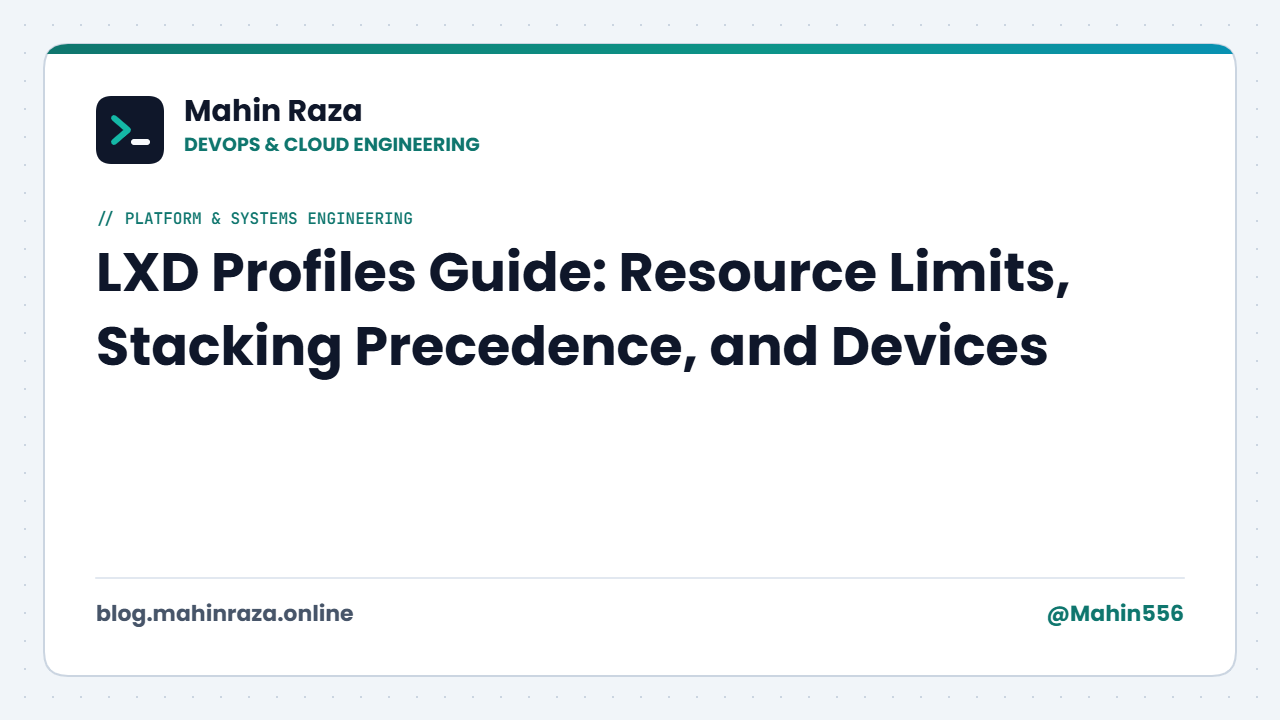 Mahin Raza
DEVOPS & CLOUD ENGINEERING
// PLATFORM & SYSTEMS ENGINEERING
LXD Profiles Guide: Resource Limits,
Stacking Precedence, and Devices
blog.mahinraza.online
@Mahin556